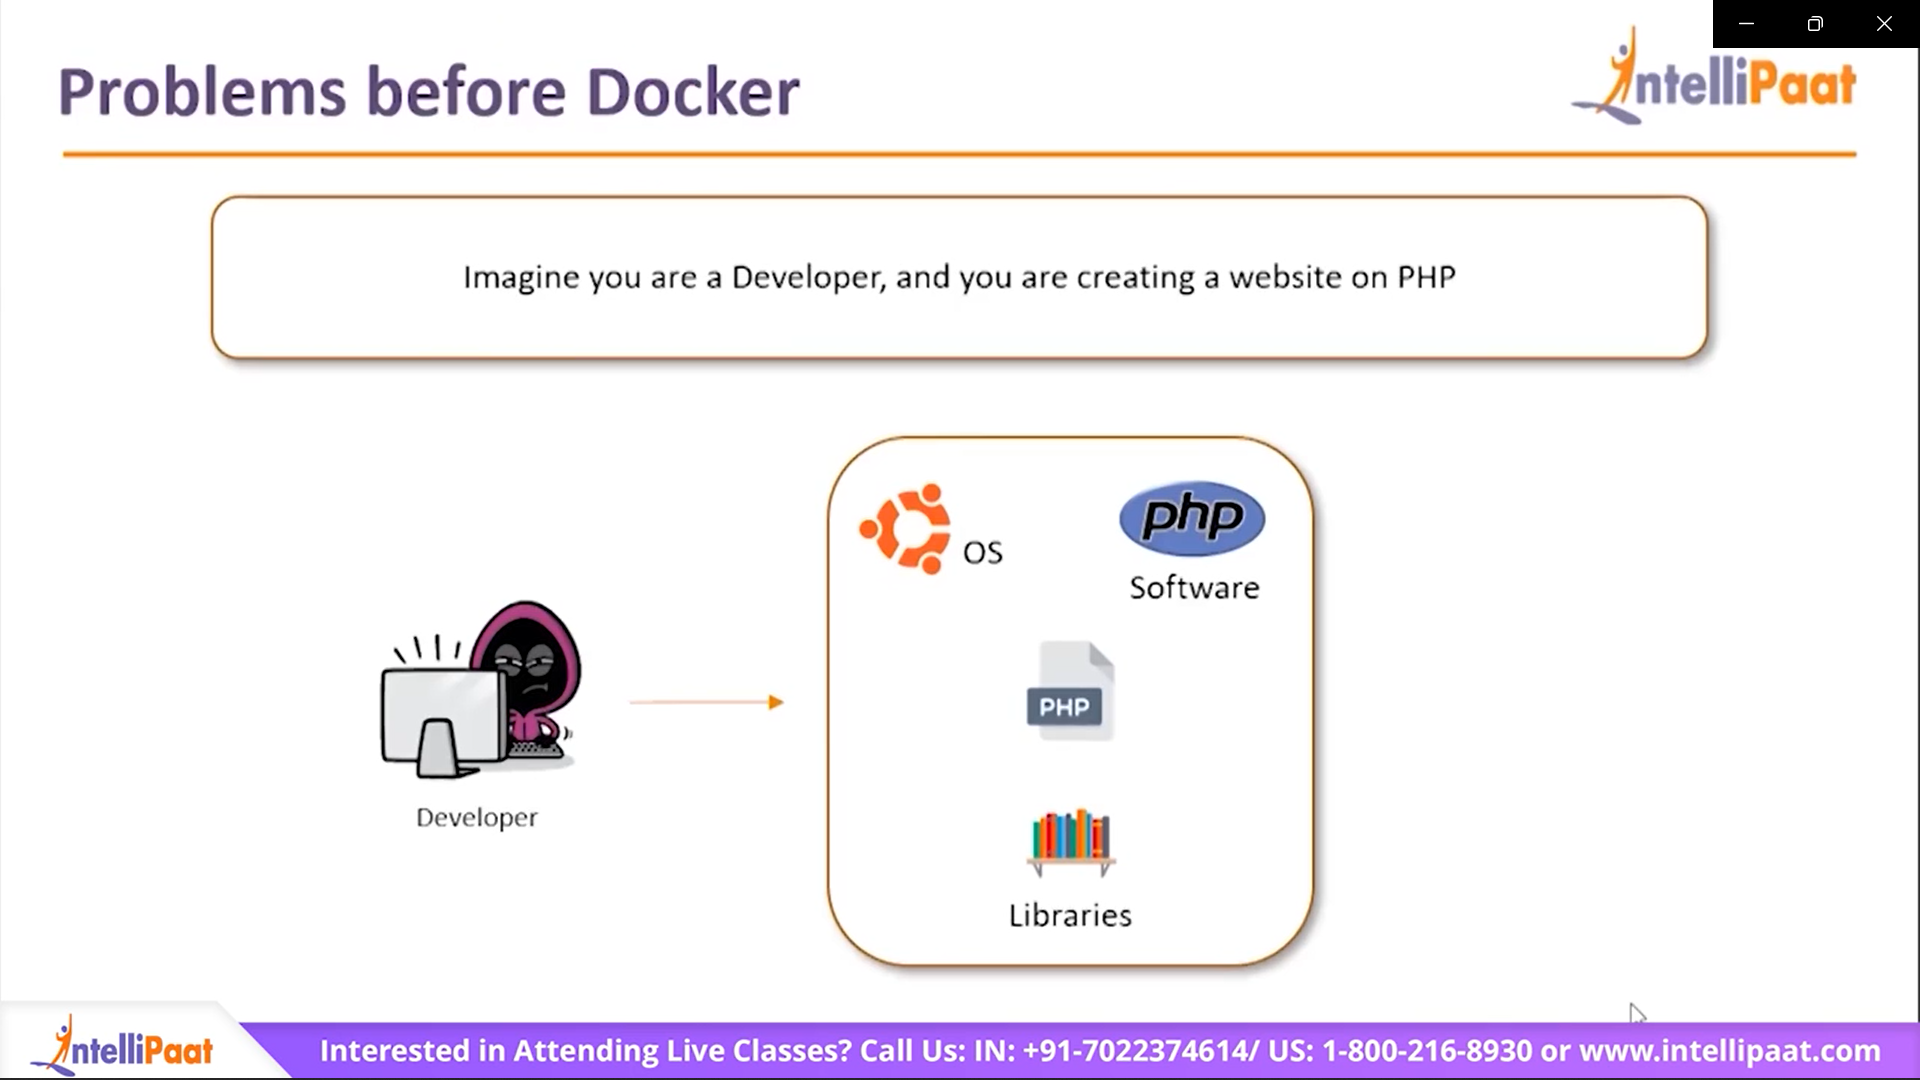 Problems before Docker
IntelliPaat
Imagine you are a Developer, and you are creating a website on PHP
OS
php
Software
PHP
Developer
Libraries
IntelliPaat
Interested in Attending Live Classes? Call Us: IN: +91-7022374614/ US: 1-800-216-8930 or www.intellipaat.com